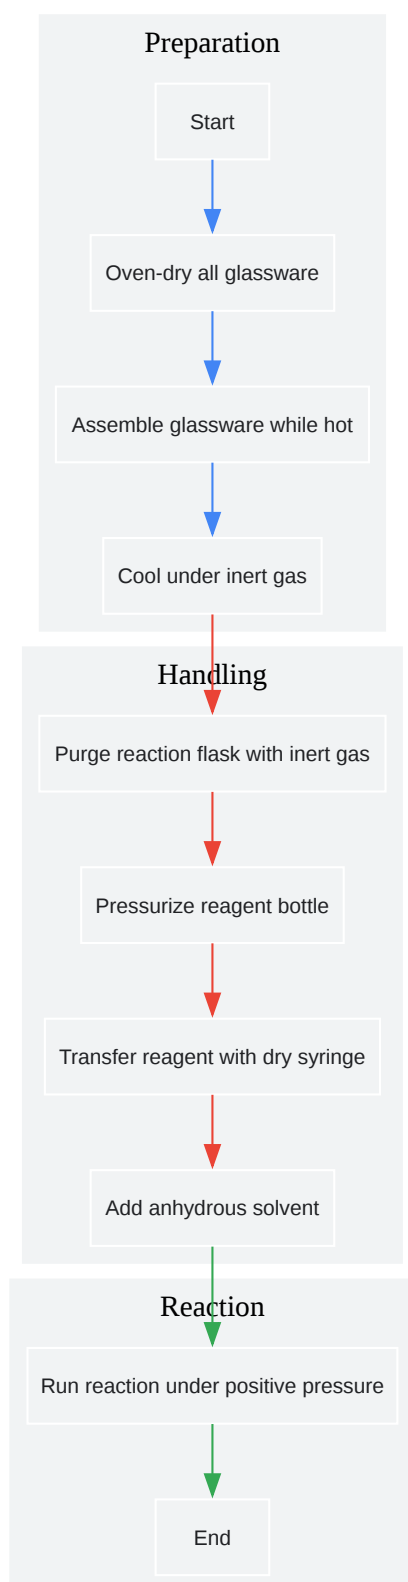 Preparation
Start
Oven-dry all glassware
Assemble glassware while hot
Cool under inert gas
Handling
Purge reaction flask with inert gas
Pressurize reagent bottle
Transfer reagent with dry syringe
Add anhydrous solvent
Reaction
Run reaction under positive pressure
End